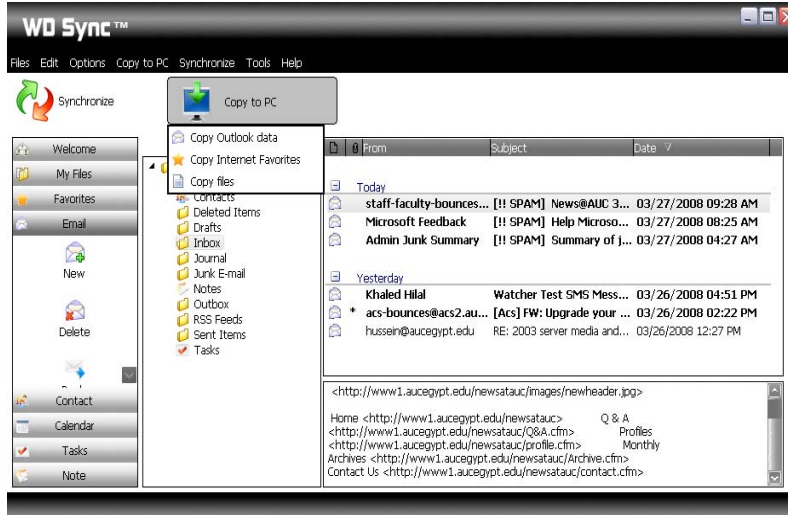 WD Sync™
Files Edit Options Copy to PC Synchronize Tools Help
Synchronize
Copy to PC
Copy Outlook data
Copy Internet Favorites
Copy files
Welcome
My Files
Favorites
Email
New
Delete
Contact
Calendar
Tasks
Note
Contacts
Deleted Items
Drafts
Inbox
Journal
Junk E-mail
Notes
Outbox
RSS Feeds
Sent Items
Tasks
From Subject Date
Today
staff-faculty-bounces... [!! SPAM] News@AUC 3... 03/27/2008 09:28 AM
Microsoft Feedback [!! SPAM] Help Microso... 03/27/2008 08:25 AM
Admin Junk Summary [!! SPAM] Summary of j... 03/27/2008 04:27 AM
Yesterday
Khaled Hilal Watcher Test SMS Mess... 03/26/2008 04:51 PM
* acs-bounces@acs2.au... [Acs] FW: Upgrade your ... 03/26/2008 02:22 PM
hussein@aucegypt.edu RE: 2003 server media and... 03/26/2008 12:27 PM
<http://www1.aucegypt.edu/newsatauc/images/newheader.jpg>
Home <http://www1.aucegypt.edu/newsatauc> Q & A
<http://www1.aucegypt.edu/newsatauc/Q&A.cfm> Profiles
<http://www1.aucegypt.edu/newsatauc/profile.cfm> Monthly
Archives <http://www1.aucegypt.edu/newsatauc/Archive.cfm>
Contact Us <http://www1.aucegypt.edu/newsatauc/contact.cfm>